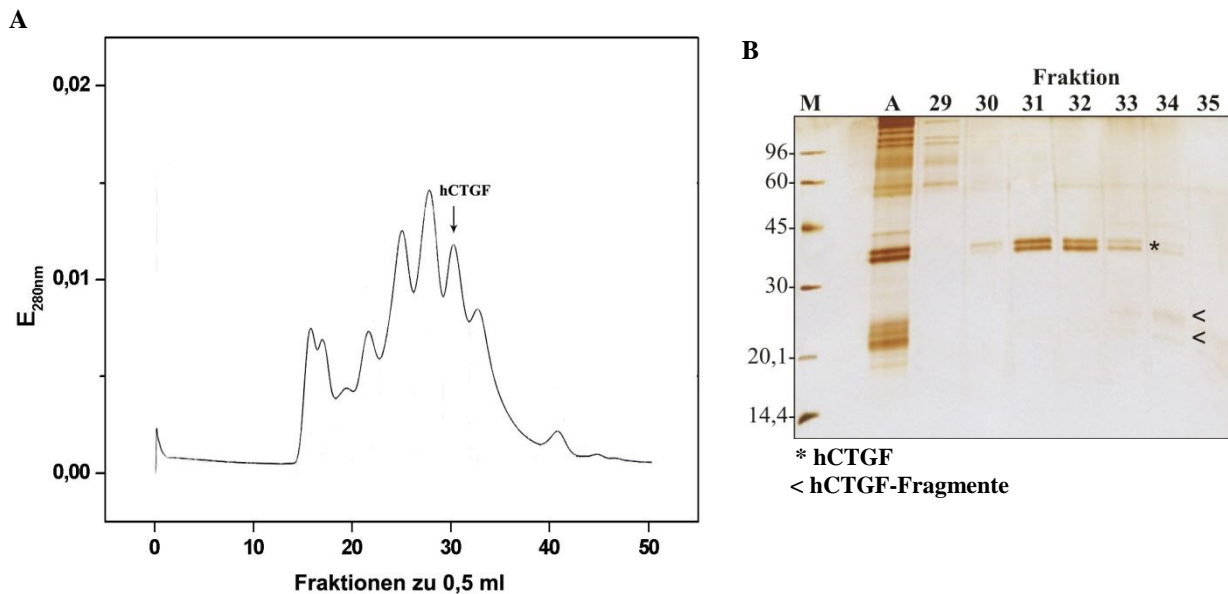 A
0,02
0,01
0,00
E280nm
hCTGF
0 10 20 30 40 50
Fraktionen zu 0,5 ml
B
Fraktion
M A 29 30 31 32 33 34 35
96
60
45
*
30
<
<
20,1
14,4
* hCTGF
< hCTGF-Fragmente